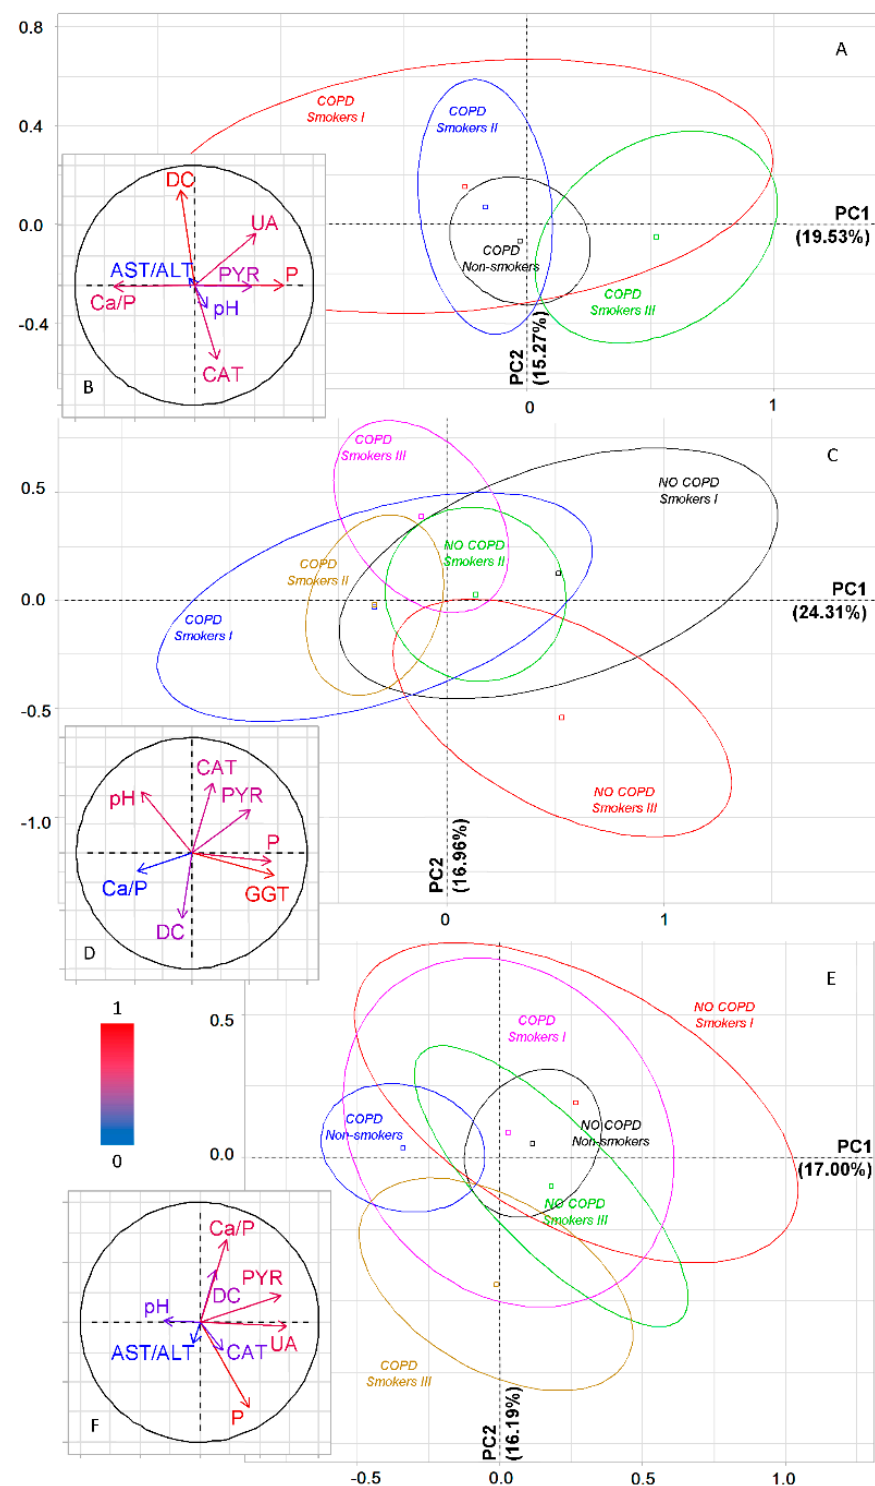 0.8
A
COPD
Smokers I
COPD
Smokers II
0.4
DC
UA
0.0
PC1
(19.53%)
COPD
Non-smokers
AST/ALT
PYR
P
Ca/P
pH
COPD
Smokers III
-0.4
CAT
B
PC2
(15.27%)
0
1
COPD
Smokers III
C
NO COPD
Smokers I
0.5
NO COPD
Smokers II
COPD
Smokers II
0.0
PC1
(24.31%)
COPD
Smokers I
-0.5
CAT
pH
PYR
NO COPD
Smokers III
-1.0
P
Ca/P
GGT
DC
D
PC2
(16.96%)
0
1
E
1
0.5
NO COPD
Smokers I
COPD
Smokers I
COPD
Non-smokers
NO COPD
Non-smokers
0
0.0
PC1
(17.00%)
NO COPD
Smokers III
Ca/P
PYR
DC
pH
UA
AST/ALT
CAT
P
F
COPD
Smokers III
PC2
(16.19%)
-0.5
0.0
0.5
1.0